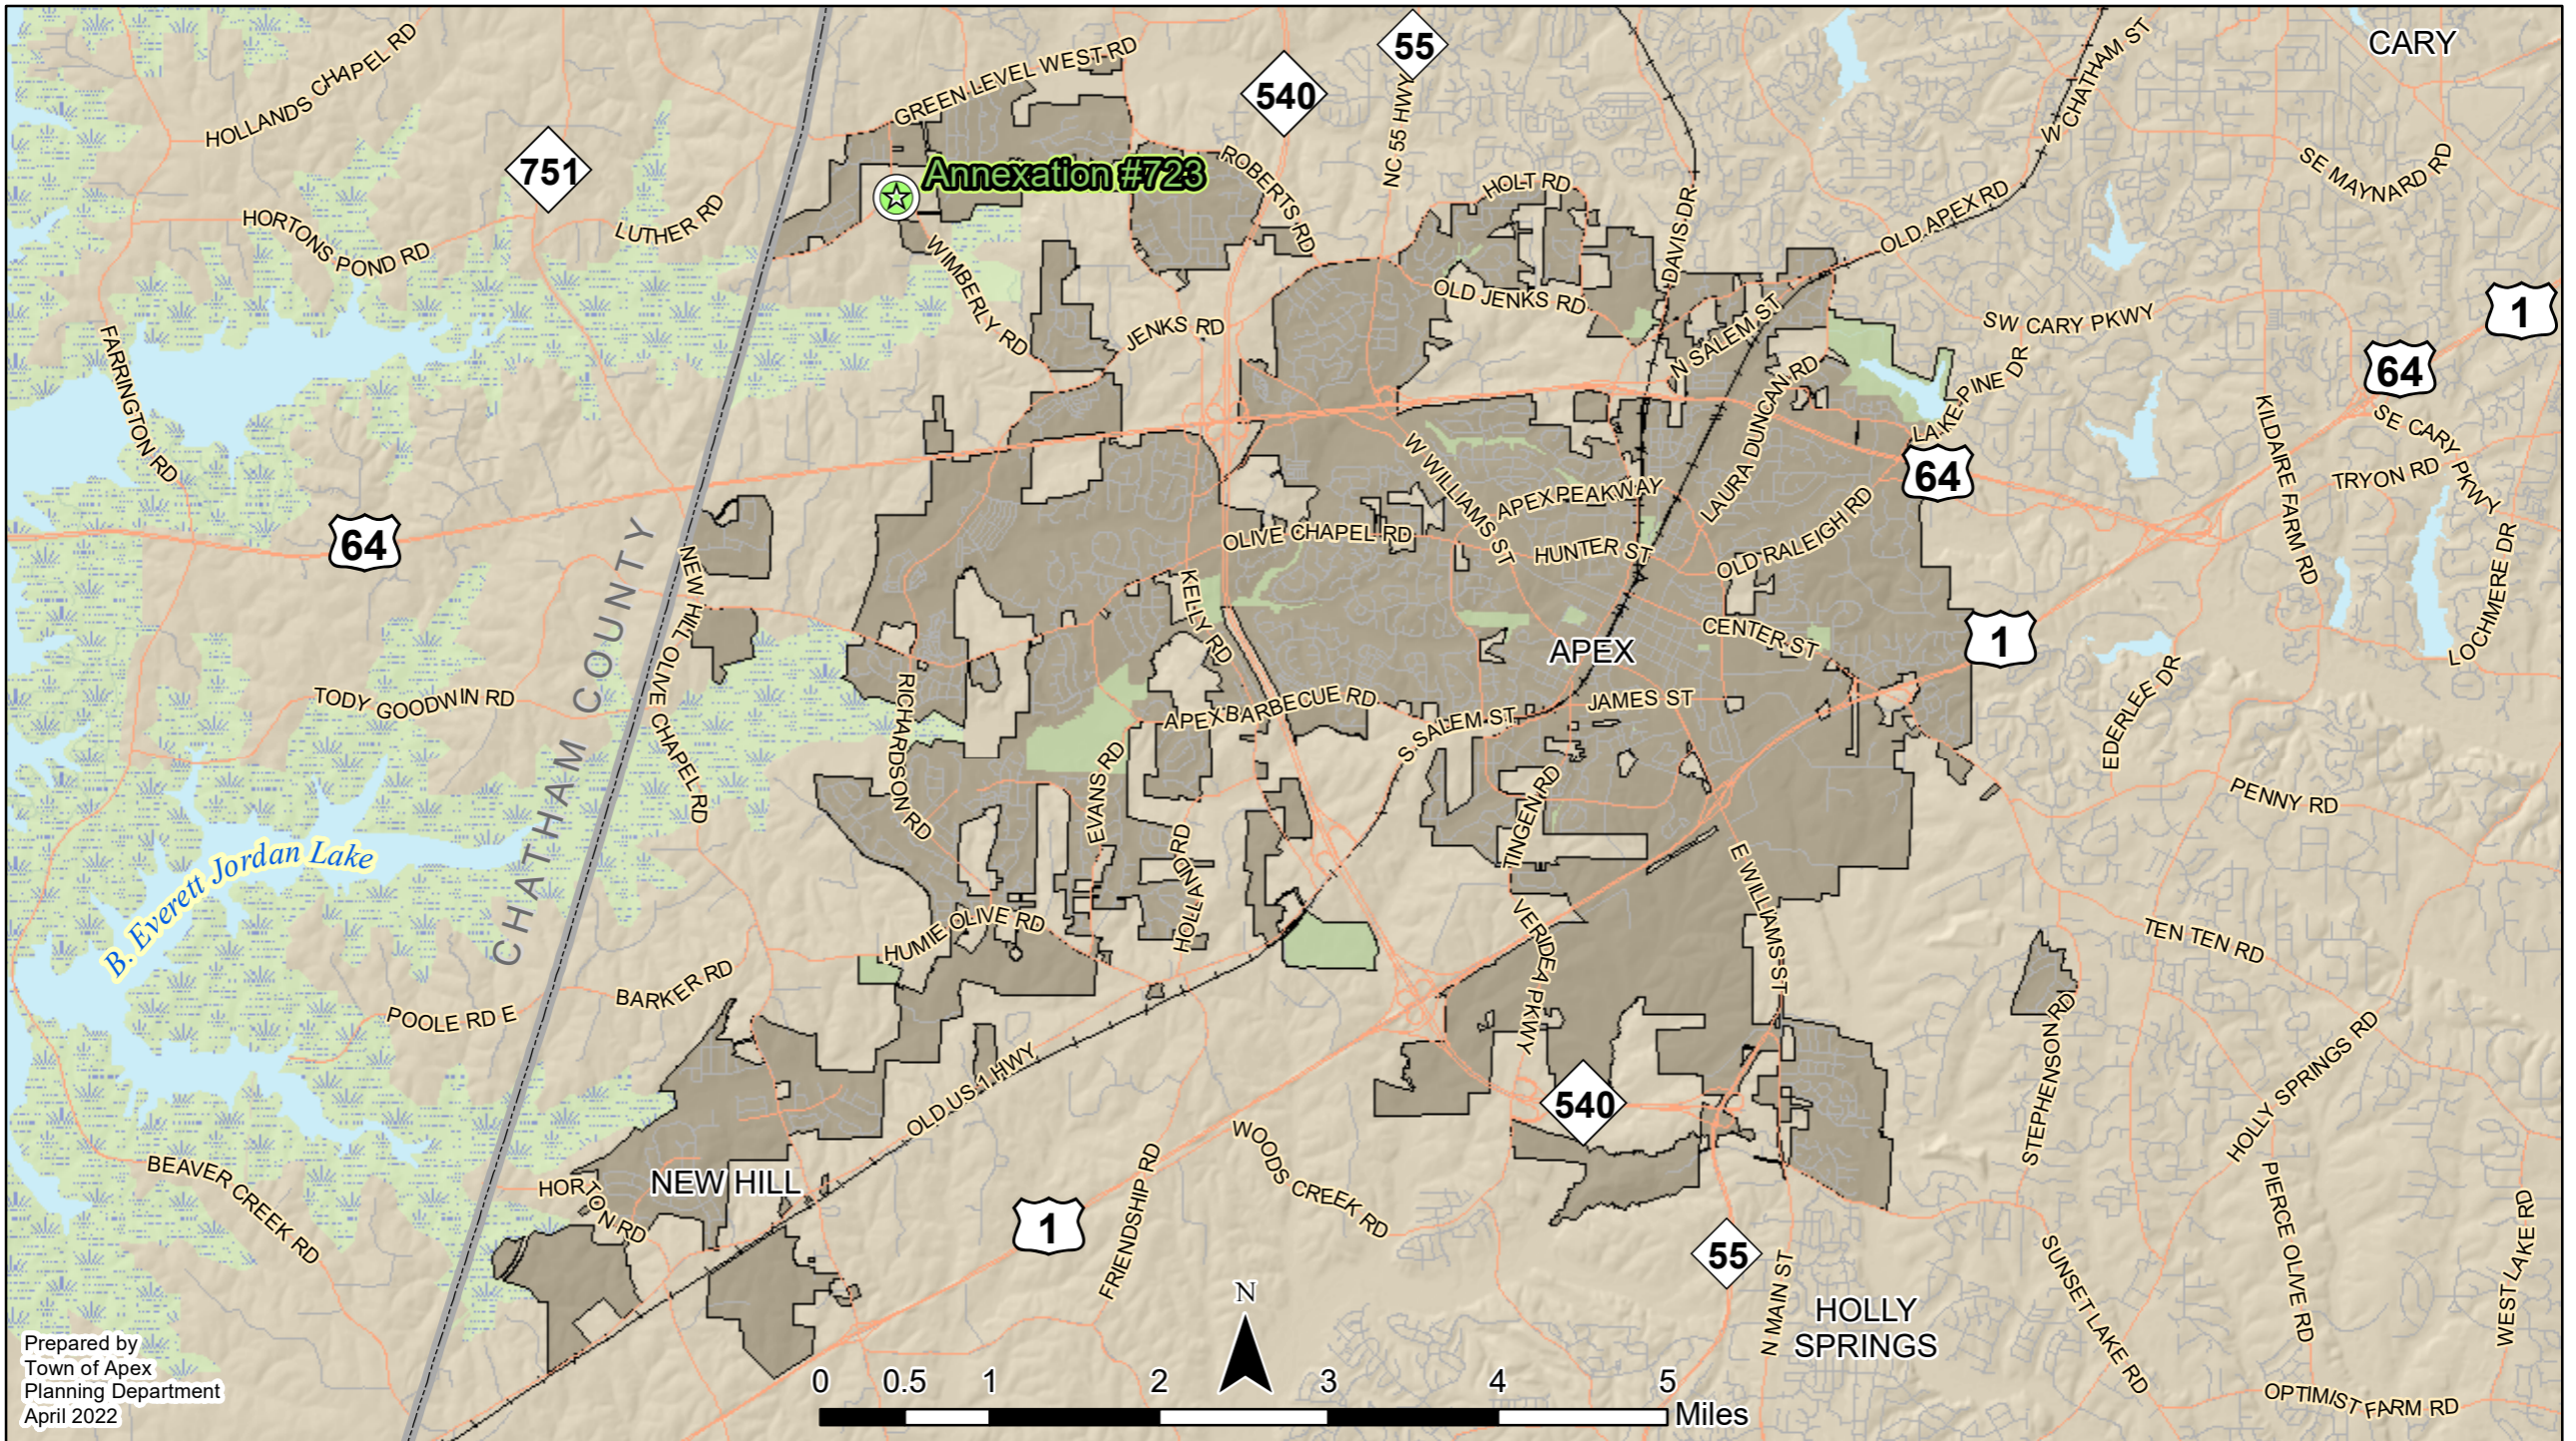 HOLLANDS CHAPEL RD
GREEN LEVEL WEST RD
540
55
NC 55 HWY
W CHATHAM ST
CARY
SE MAYNARD RD
751
Annexation #723
ROBERTS RD
HOLT RD
DAVIS DR
OLD APEX RD
HORTONS POND RD
LUTHER RD
WIMBERLY RD
OLD JENKS RD
JENKS RD
N SALEM ST
SW CARY PKWY
1
64
FARRINGTON RD
LAURA DUNCAN RD
LAKE PINE DR
KILDAIRE FARM RD
SE CARY PKWY
TRYON RD
64
W WILLIAMS ST
APEX PEAKWAY
64
OLIVE CHAPEL RD
HUNTER ST
OLD RALEIGH RD
LOCHMERE DR
NEW HILL OLIVE CHAPEL RD
KELLY RD
CENTER ST
1
APEX
CHATHAM COUNTY
TODY GOODWIN RD
RICHARDSON RD
APEX BARBECUE RD
S SALEM ST
JAMES ST
EDERLEE DR
EVANS RD
TINGEN RD
PENNY RD
B. Everett Jordan Lake
HOLLAND RD
E WILLIAMS ST
HUMIE OLIVE RD
VERIDEA PKWY
TEN TEN RD
BARKER RD
POOLE RD E
STEPHENSON RD
HOLLY SPRINGS RD
OLD US 1 HWY
540
BEAVER CREEK RD
NEW HILL
HORTON RD
1
FRIENDSHIP RD
WOODS CREEK RD
55
N MAIN ST
HOLLY
SPRINGS
SUNSET LAKE RD
PIERCE OLIVE RD
WEST LAKE RD
OPTIMIST FARM RD
N
Prepared by
Town of Apex
Planning Department
April 2022
0 0.5 1 2 3 4 5
Miles